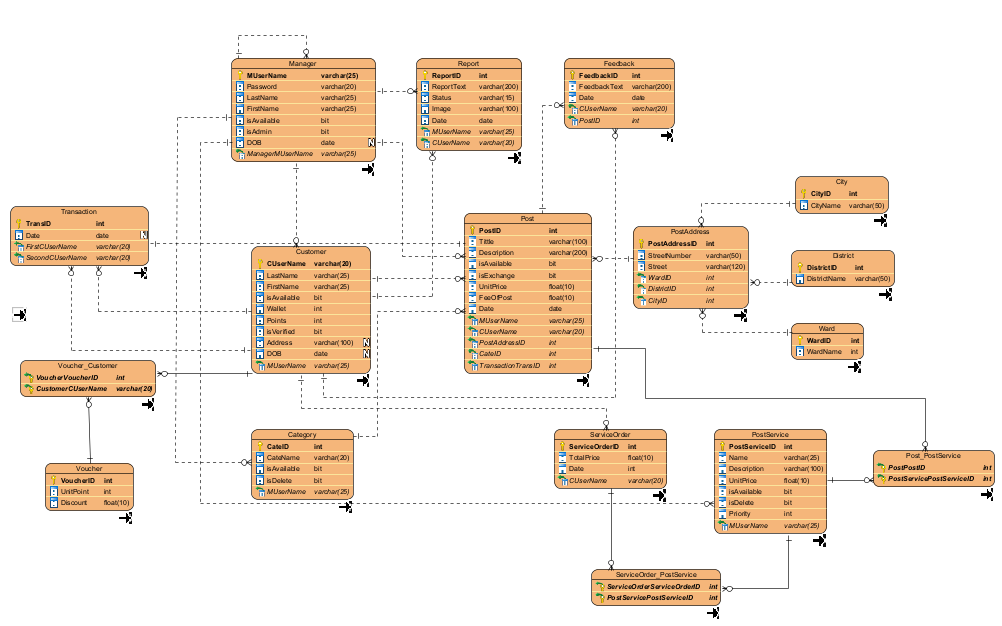 Manager
MUserName varchar(25)
Password varchar(20)
LastName varchar(25)
FirstName varchar(25)
isAvailable bit
isAdmin bit
DOB date N
ManagerMUserName varchar(25)
Report
ReportID int
ReportText varchar(200)
Status varchar(15)
Image varchar(100)
Date date
MUserName varchar(25)
CUserName varchar(20)
Feedback
FeedbackID int
FeedbackText varchar(200)
Date date
CUserName varchar(20)
PostID int
City
CityID int
CityName varchar(50)
Transaction
TransID int
Date date N
FirstCUserName varchar(20)
SecondCUserName varchar(20)
Customer
CUserName varchar(20)
LastName varchar(25)
FirstName varchar(25)
isAvailable bit
Wallet int
Points int
isVerified bit
Address varchar(100) N
DOB date N
MUserName varchar(25)
Post
PostID int
Tittle varchar(100)
Description varchar(200)
isAvailable bit
isExchange bit
UnitPrice float(10)
FeeOfPost float(10)
Date date
MUserName varchar(25)
CUserName varchar(20)
PostAddressID int
CateID int
TransactionTransID int
PostAddress
PostAddressID int
StreetNumber varchar(50)
Street varchar(120)
WardID int
DistrictID int
CityID int
District
DistrictID int
DistrictName varchar(50)
Ward
WardID int
WardName int
Voucher_Customer
VoucherVoucherID int
CustomerCUserName varchar(20)
Voucher
VoucherID int
UnitPoint int
Discount float(10)
Category
CateID int
CateName varchar(20)
isAvailable bit
isDelete bit
MUserName varchar(25)
ServiceOrder
ServiceOrderID int
TotalPrice float(10)
Date int
CUserName varchar(20)
PostService
PostServiceID int
Name varchar(25)
Description varchar(100)
UnitPrice float(10)
isAvailable bit
isDelete bit
Priority int
MUserName varchar(25)
Post_PostService
PostPostID int
PostServicePostServiceID int
ServiceOrder_PostService
ServiceOrderServiceOrderID int
PostServicePostServiceID int